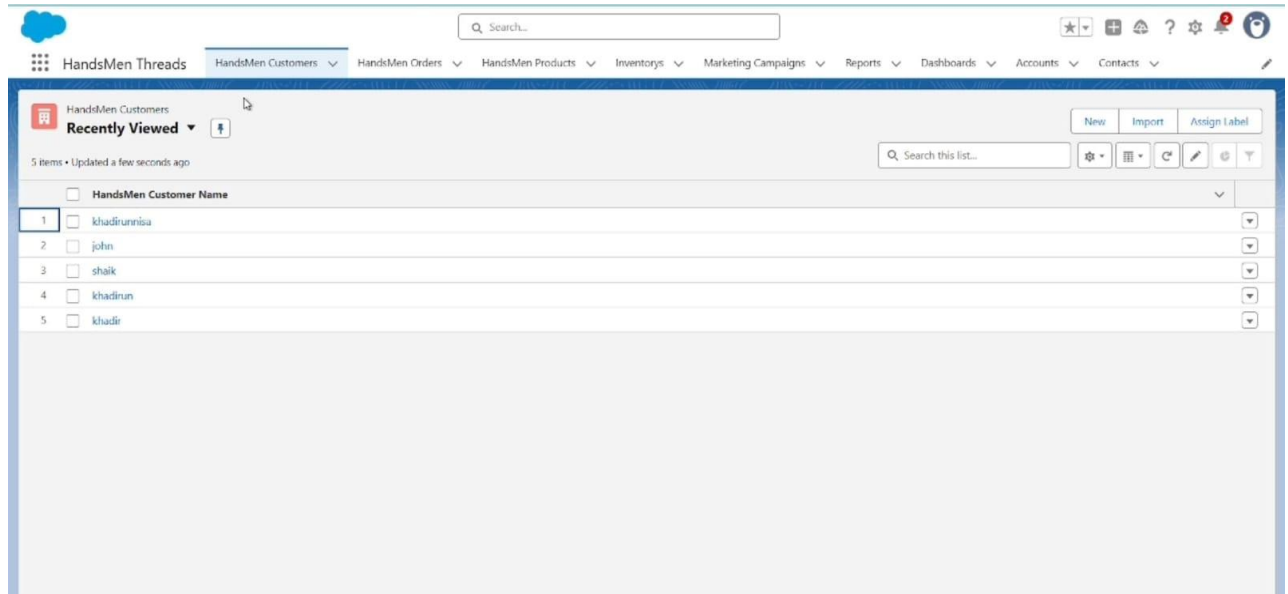 Search...
2
HandsMen Threads HandsMen Customers HandsMen Orders HandsMen Products Inventorys Marketing Campaigns Reports Dashboards Accounts Contacts
HandsMen Customers
Recently Viewed
New Import Assign Label
5 items • Updated a few seconds ago
Search this list...
HandsMen Customer Name
1 khadirunnisa
2 john
3 shaik
4 khadirun
5 khadir